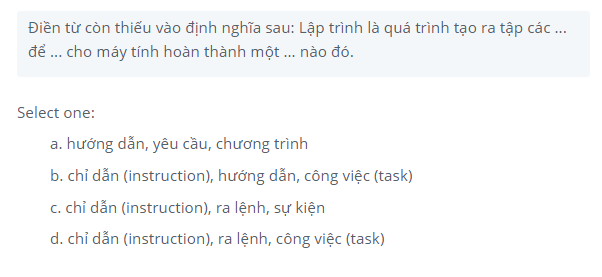 Điền từ còn thiếu vào định nghĩa sau: Lập trình là quá trình tạo ra tập các ...
để ... cho máy tính hoàn thành một ... nào đó.
Select one:
a. hướng dẫn, yêu cầu, chương trình
b. chỉ dẫn (instruction), hướng dẫn, công việc (task)
c. chỉ dẫn (instruction), ra lệnh, sự kiện
d. chỉ dẫn (instruction), ra lệnh, công việc (task)